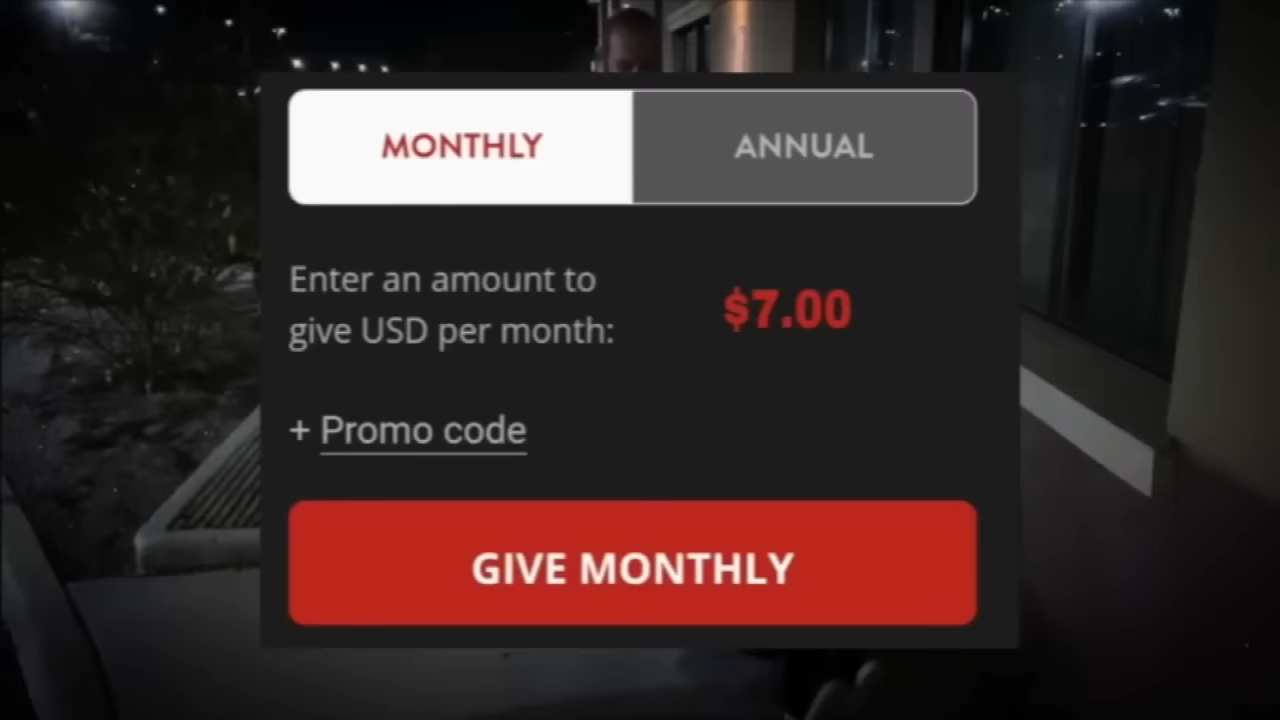 MONTHLY
ANNUAL
Enter an amount to
give USD per month:
$7.00
+ Promo code
GIVE MONTHLY